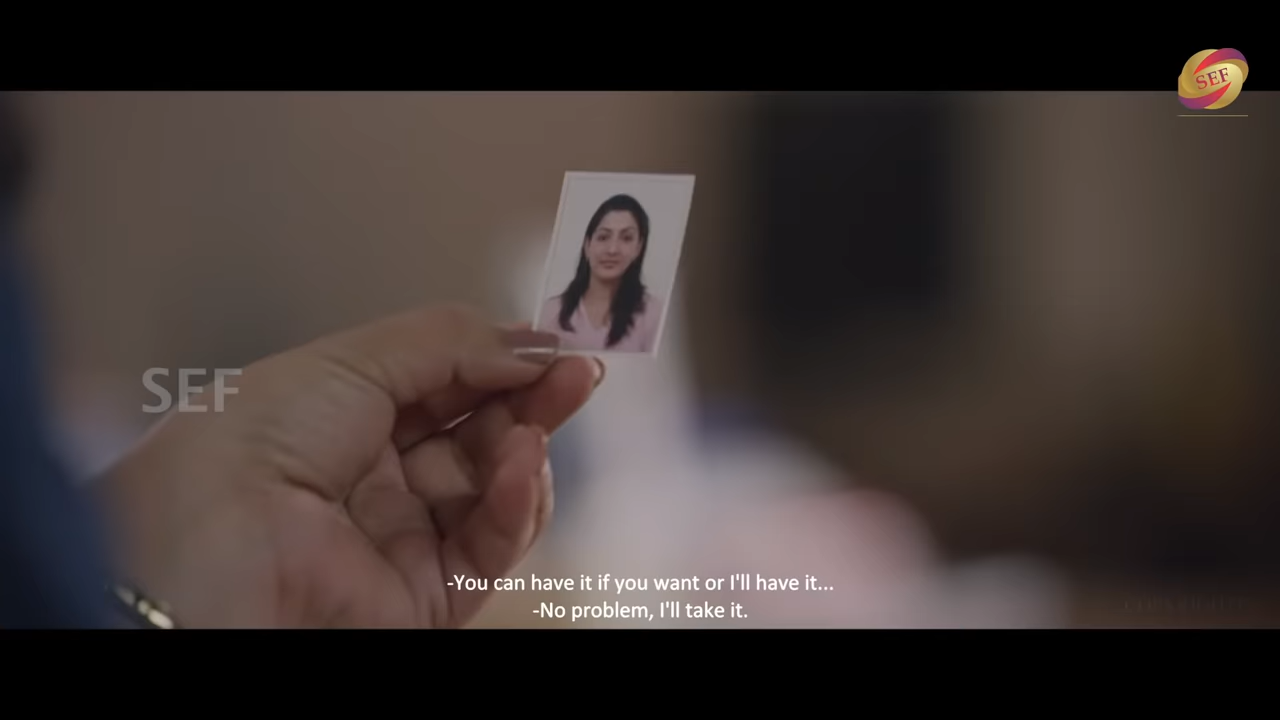 SEF
SEF
-You can have it if you want or I'll have it...
-No problem, I'll take it.